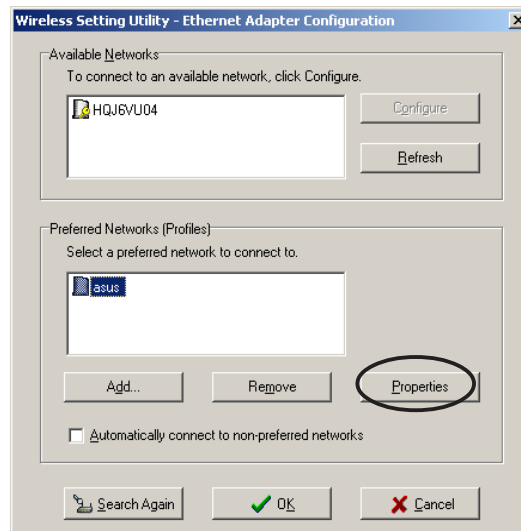 Wireless Setting Utility - Ethernet Adapter Configuration
Available Networks
To connect to an available network, click Configure.
HQJ6VU04
Configure
Refresh
Preferred Networks (Profiles)
Select a preferred network to connect to.
asus
Add...
Remove
Properties
Automatically connect to non-preferred networks
Search Again
OK
Cancel